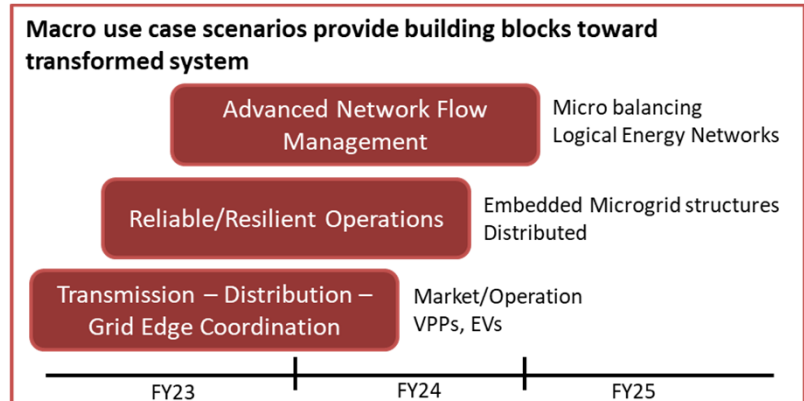 Macro use case scenarios provide building blocks toward
transformed system
Advanced Network Flow
Management
Micro balancing
Logical Energy Networks
Reliable/Resilient Operations
Embedded Microgrid structures
Distributed
Transmission – Distribution –
Grid Edge Coordination
Market/Operation
VPPs, EVs
FY23
FY24
FY25